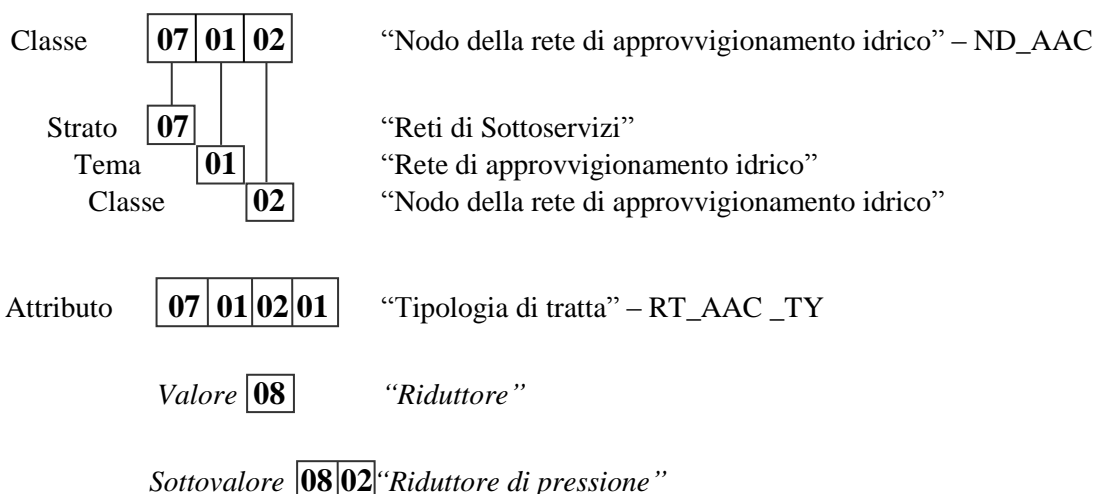 Classe 07 01 02 “Nodo della rete di approvvigionamento idrico” – ND_AAC
Strato 07 “Reti di Sottoservizi”
Tema 01 “Rete di approvvigionamento idrico”
Classe 02 “Nodo della rete di approvvigionamento idrico”
Attributo 07 01 02 01 “Tipologia di tratta” – RT_AAC _TY
Valore 08 “Riduttore”
Sottovalore 08 02 “Riduttore di pressione”